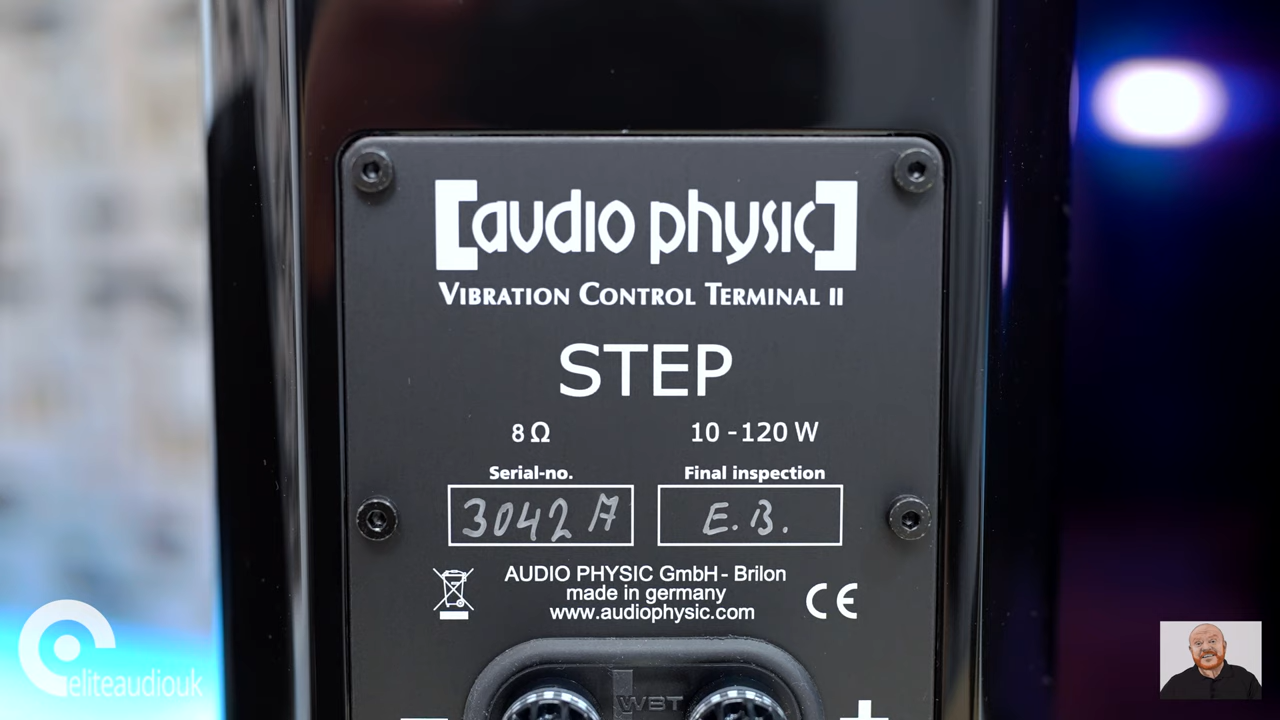 [audio physic]
VIBRATION CONTROL TERMINAL II
STEP
8 Ω 10 - 120 W
Serial-no. Final inspection
3042 A E. B.
AUDIO PHYSIC GmbH - Brilon
made in germany
www.audiophysic.com
CE
WBT
- +
eliteaudiouk